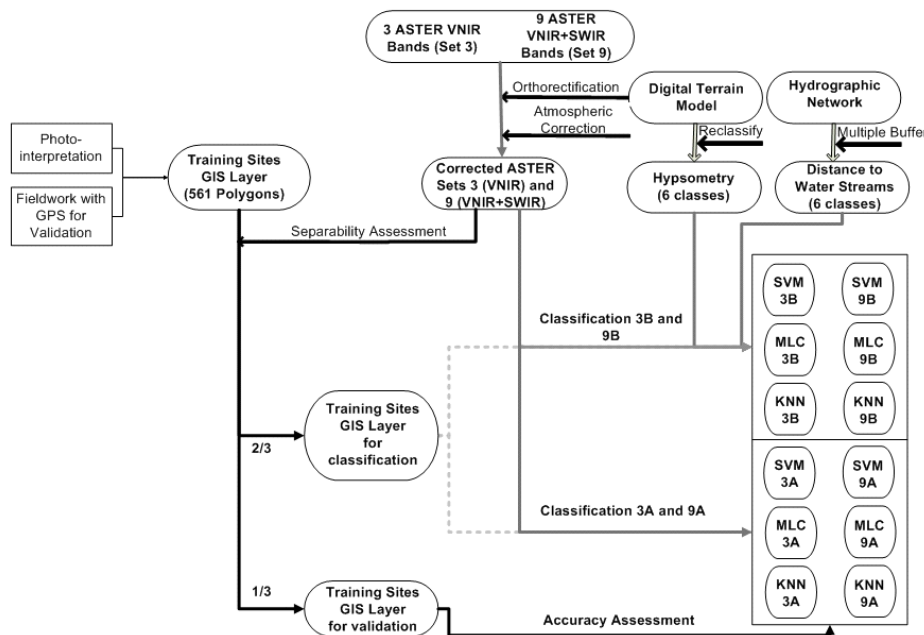 3 ASTER VNIR
Bands (Set 3)
9 ASTER
VNIR+SWIR
Bands (Set 9)
Orthorectification
Atmospheric
Correction
Digital Terrain
Model
Hydrographic
Network
Reclassify
Multiple Buffer
Photo-
interpretation
Fieldwork with
GPS for
Validation
Training Sites
GIS Layer
(561 Polygons)
Corrected ASTER
Sets 3 (VNIR) and
9 (VNIR+SWIR)
Hypsometry
(6 classes)
Distance to
Water Streams
(6 classes)
Separability Assessment
Classification 3B and
9B
SVM
3B
SVM
9B
MLC
3B
MLC
9B
KNN
3B
KNN
9B
2/3
Training Sites
GIS Layer
for
classification
Classification 3A and 9A
SVM
3A
SVM
9A
MLC
3A
MLC
9A
KNN
3A
KNN
9A
1/3
Training Sites
GIS Layer
for validation
Accuracy Assessment